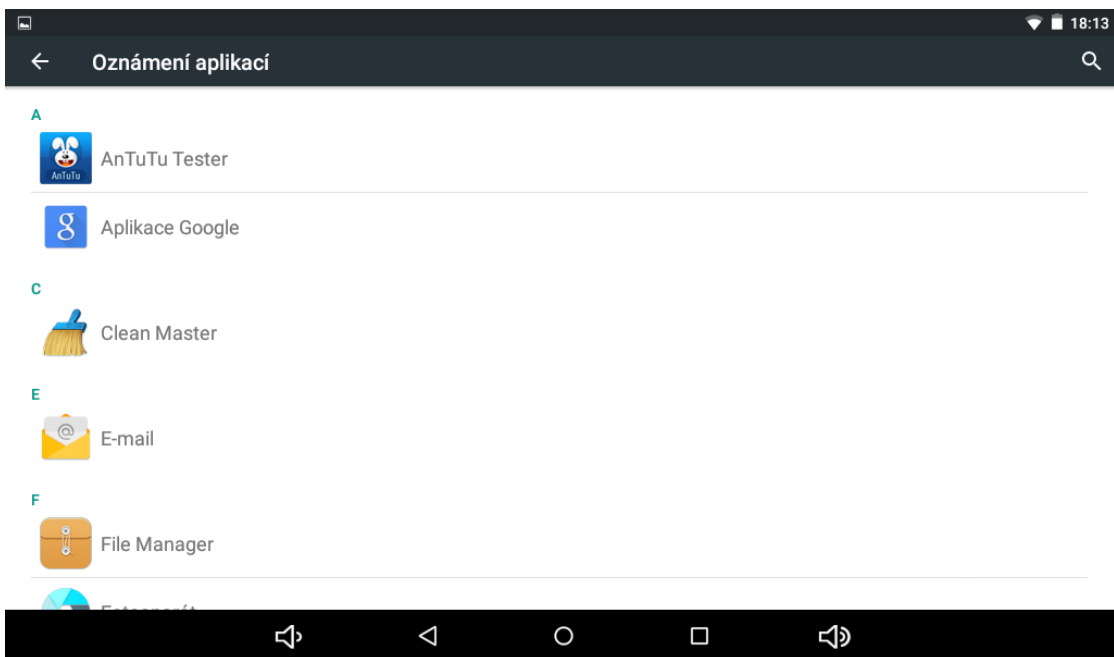 18:13
Oznámení aplikací
A
AnTuTu
AnTuTu Tester
g
Aplikace Google
C
Clean Master
E
@
E-mail
F
File Manager